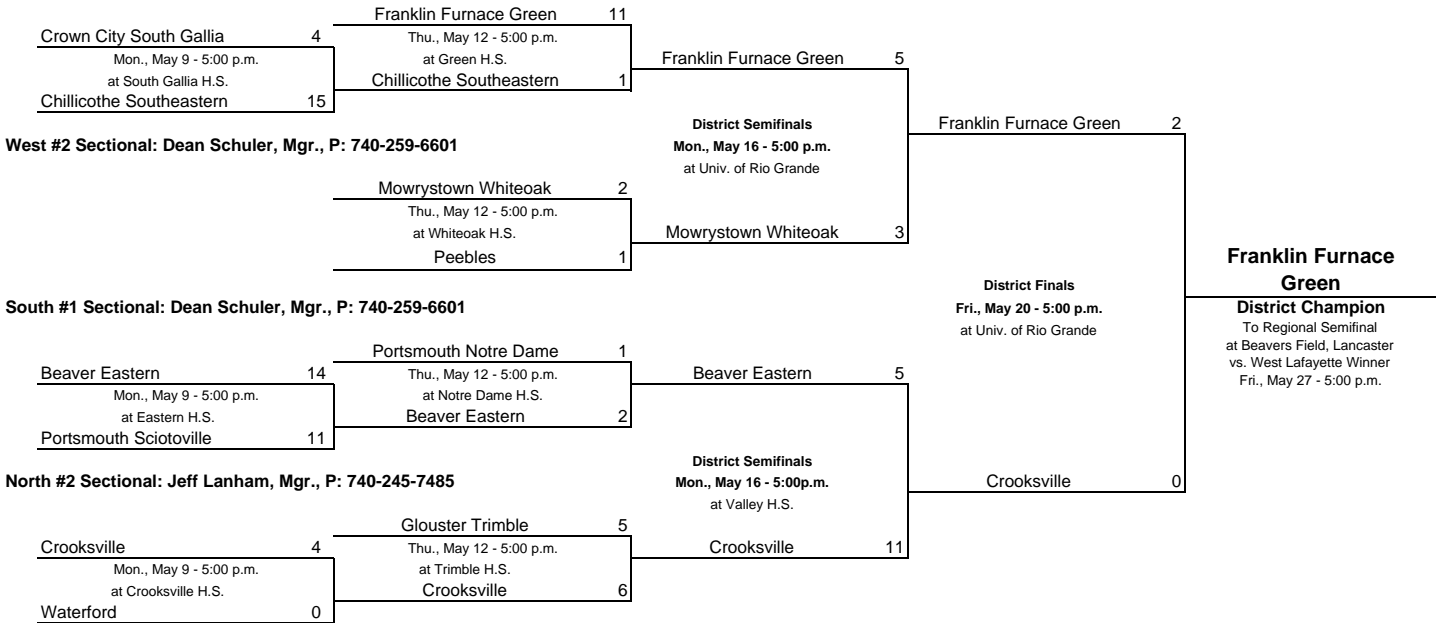 Franklin Furnace Green 11
Crown City South Gallia 4
Thu., May 12 - 5:00 p.m.
Mon., May 9 - 5:00 p.m.
at Green H.S.
Franklin Furnace Green 5
at South Gallia H.S.
Chillicothe Southeastern 1
Chillicothe Southeastern 15
District Semifinals
Franklin Furnace Green 2
West #2 Sectional: Dean Schuler, Mgr., P: 740-259-6601
Mon., May 16 - 5:00 p.m.
at Univ. of Rio Grande
Mowrystown Whiteoak 2
Thu., May 12 - 5:00 p.m.
at Whiteoak H.S.
Mowrystown Whiteoak 3
Peebles 1
Franklin Furnace
Green
District Finals
South #1 Sectional: Dean Schuler, Mgr., P: 740-259-6601
Fri., May 20 - 5:00 p.m.
District Champion
at Univ. of Rio Grande
To Regional Semifinal
at Beavers Field, Lancaster
vs. West Lafayette Winner
Fri., May 27 - 5:00 p.m.
Portsmouth Notre Dame 1
Beaver Eastern 14
Thu., May 12 - 5:00 p.m.
Beaver Eastern 5
Mon., May 9 - 5:00 p.m.
at Notre Dame H.S.
at Eastern H.S.
Beaver Eastern 2
Portsmouth Sciotoville 11
District Semifinals
North #2 Sectional: Jeff Lanham, Mgr., P: 740-245-7485
Mon., May 16 - 5:00p.m.
Crooksville 0
at Valley H.S.
Glouster Trimble 5
Crooksville 4
Thu., May 12 - 5:00 p.m.
Crooksville 11
Mon., May 9 - 5:00 p.m.
at Trimble H.S.
at Crooksville H.S.
Crooksville 6
Waterford 0